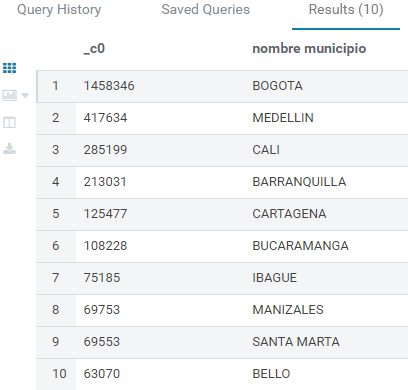 Query History Saved Queries Results (10)
_c0 nombre municipio
1 1458346 BOGOTA
2 417634 MEDELLIN
3 285199 CALI
4 213031 BARRANQUILLA
5 125477 CARTAGENA
6 108228 BUCARAMANGA
7 75185 IBAGUE
8 69753 MANIZALES
9 69553 SANTA MARTA
10 63070 BELLO